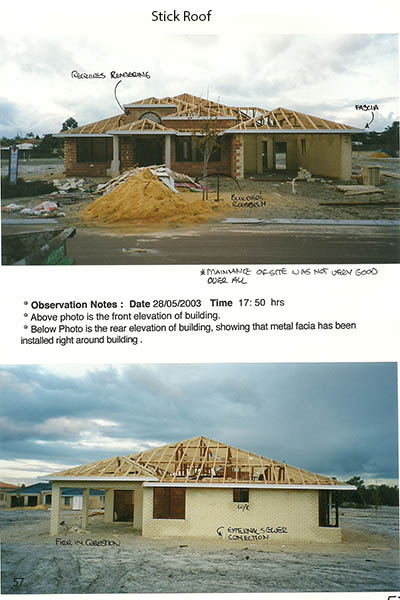 Stick Roof
REQUIRES RENDERING
FASCIA
BUILDERS
RUBBISH
* MAINANCE OF SITE WAS NOT VERY GOOD
OVER ALL
* Observation Notes : Date 28/05/2003 Time 17: 50 hrs
* Above photo is the front elevation of building.
* Below Photo is the rear elevation of building, showing that metal facia has been
installed right around building .
W/C
EXTERNAL SEWER
CONECTION
PIER IN QUESTION
57